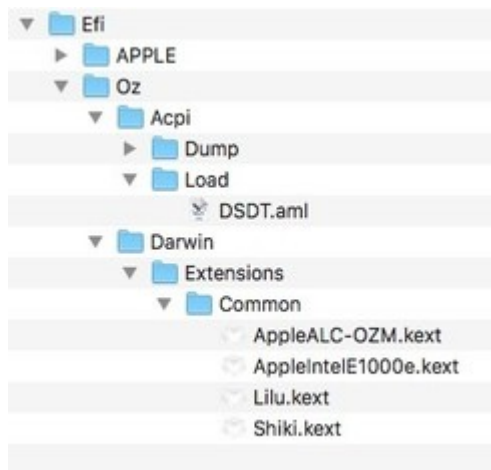 Efi
APPLE
Oz
Acpi
Dump
Load
DSDT.aml
Darwin
Extensions
Common
AppleALC-OZM.kext
AppleIntelE1000e.kext
Lilu.kext
Shiki.kext